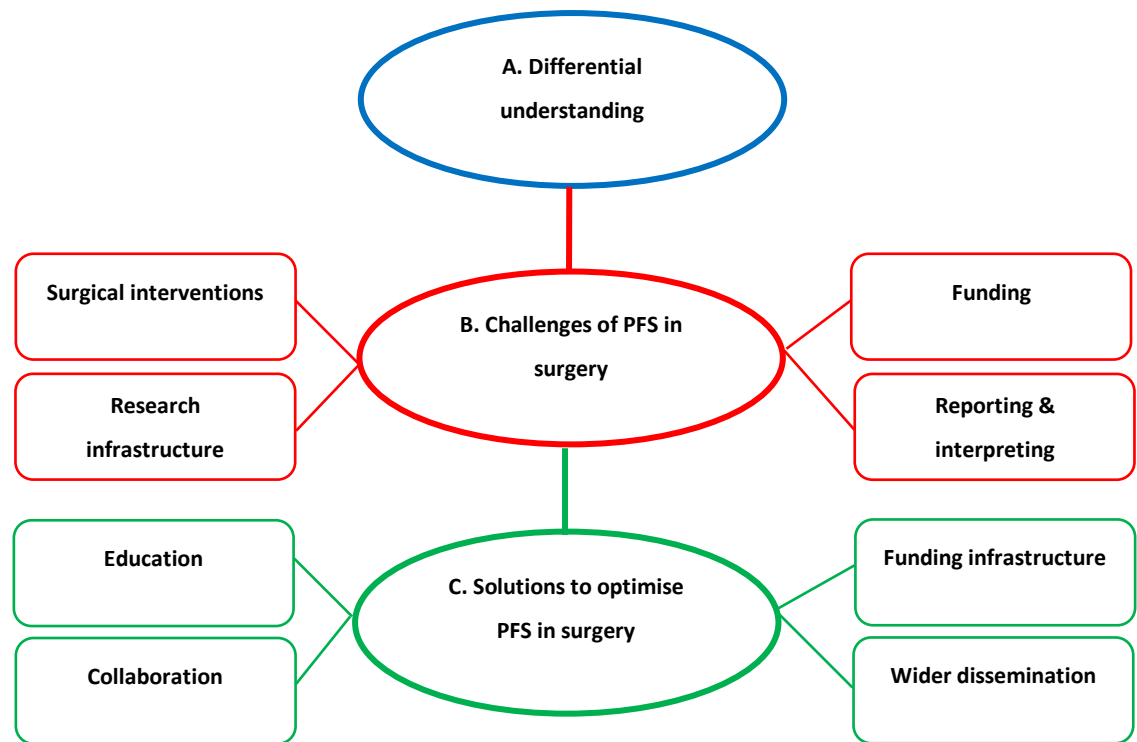 A. Differential
understanding
Surgical interventions
Research
infrastructure
B. Challenges of PFS in
surgery
Funding
Reporting &
interpreting
Education
Collaboration
C. Solutions to optimise
PFS in surgery
Funding infrastructure
Wider dissemination